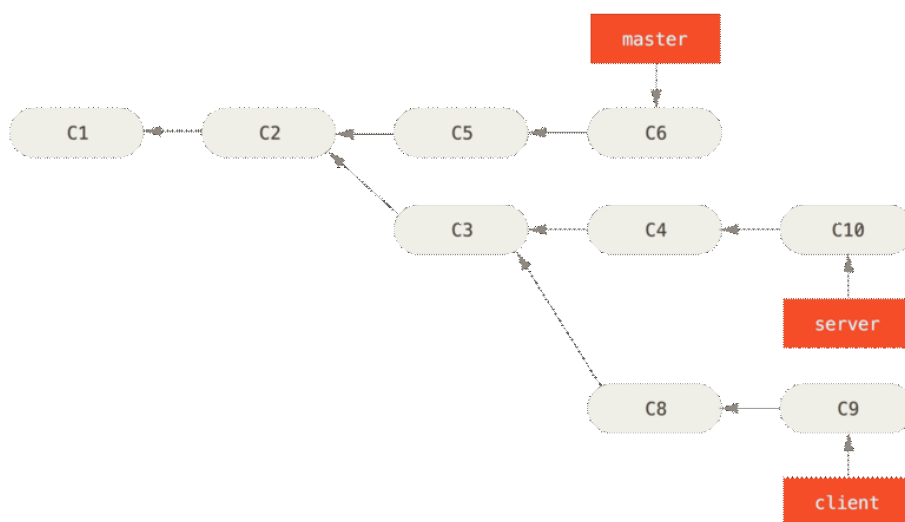 master
C1 C2 C5 C6
C3 C4 C10
server
C8 C9
client